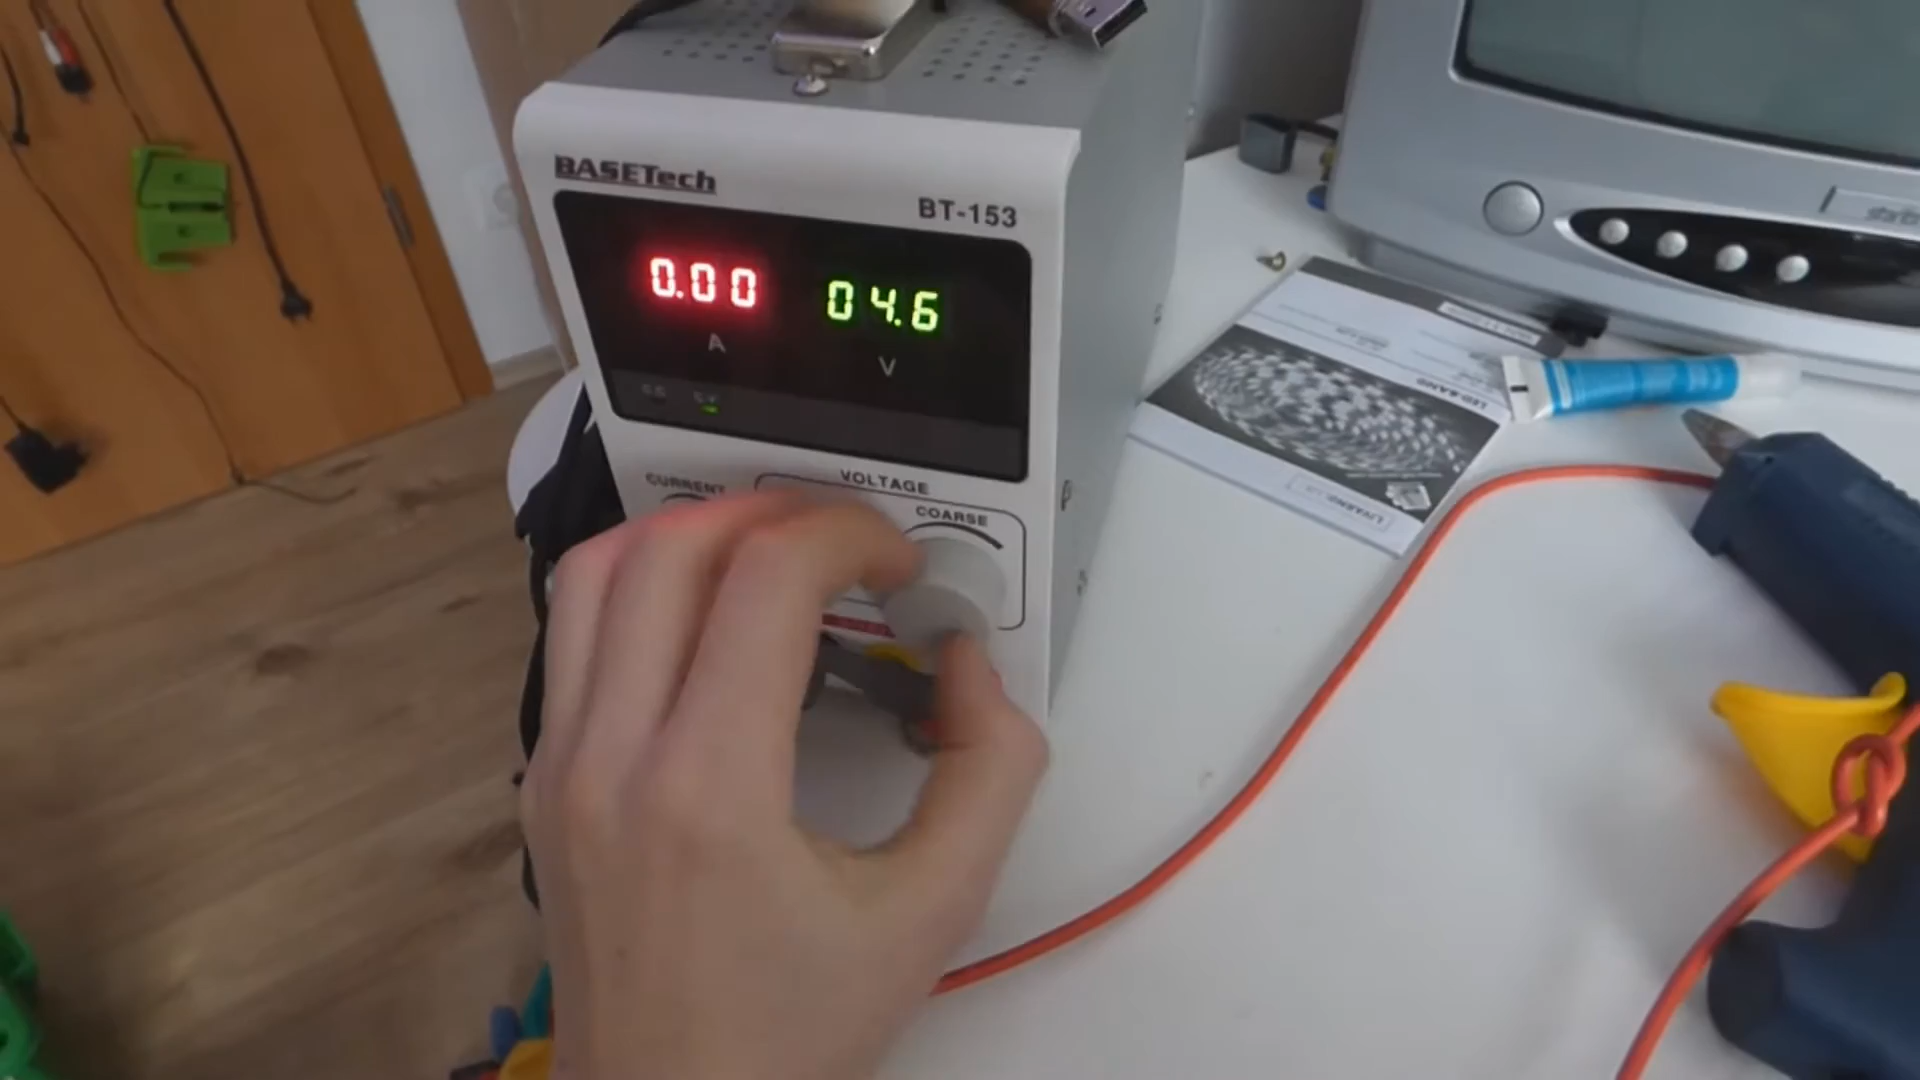 BASETech
BT-153
0.00
04.6
A
V
C.C
C.V
CURRENT
VOLTAGE
COARSE